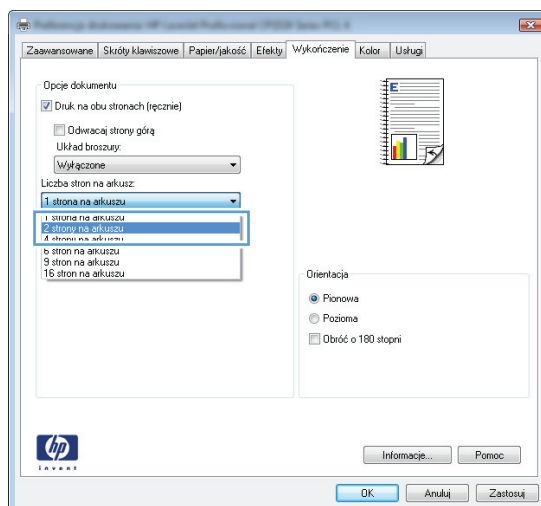 Zaawansowane Skróty klawiszowe Papier/jakość Efekty Wykończenie Kolor Usługi
Opcje dokumentu
Druk na obu stronach (ręcznie)
Odwracaj strony górą
Układ broszury:
Wyłączone
Liczba stron na arkusz:
1 strona na arkuszu
1 strona na arkuszu
2 strony na arkuszu
4 strony na arkuszu
6 stron na arkuszu
9 stron na arkuszu
16 stron na arkuszu
E
Orientacja
Pionowa
Pozioma
Obróć o 180 stopni
hp
invent
Informacje... Pomoc
OK Anuluj Zastosuj